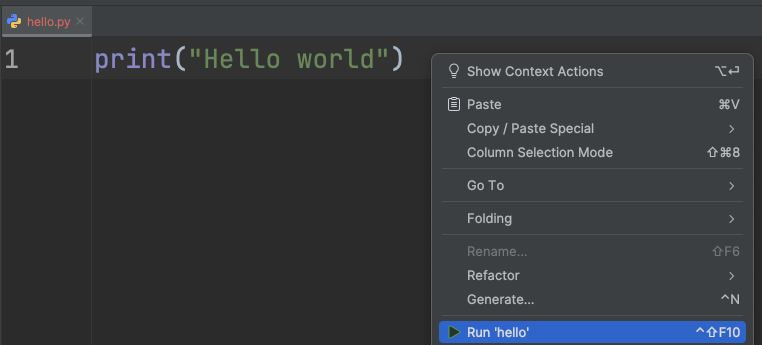 hello.py ×
1 print("Hello world")
Show Context Actions ⌥⏎
Paste ⌘V
Copy / Paste Special >
Column Selection Mode ⇧⌘8
Go To >
Folding >
Rename... ⇧F6
Refactor >
Generate... ^N
Run 'hello' ^⇧F10